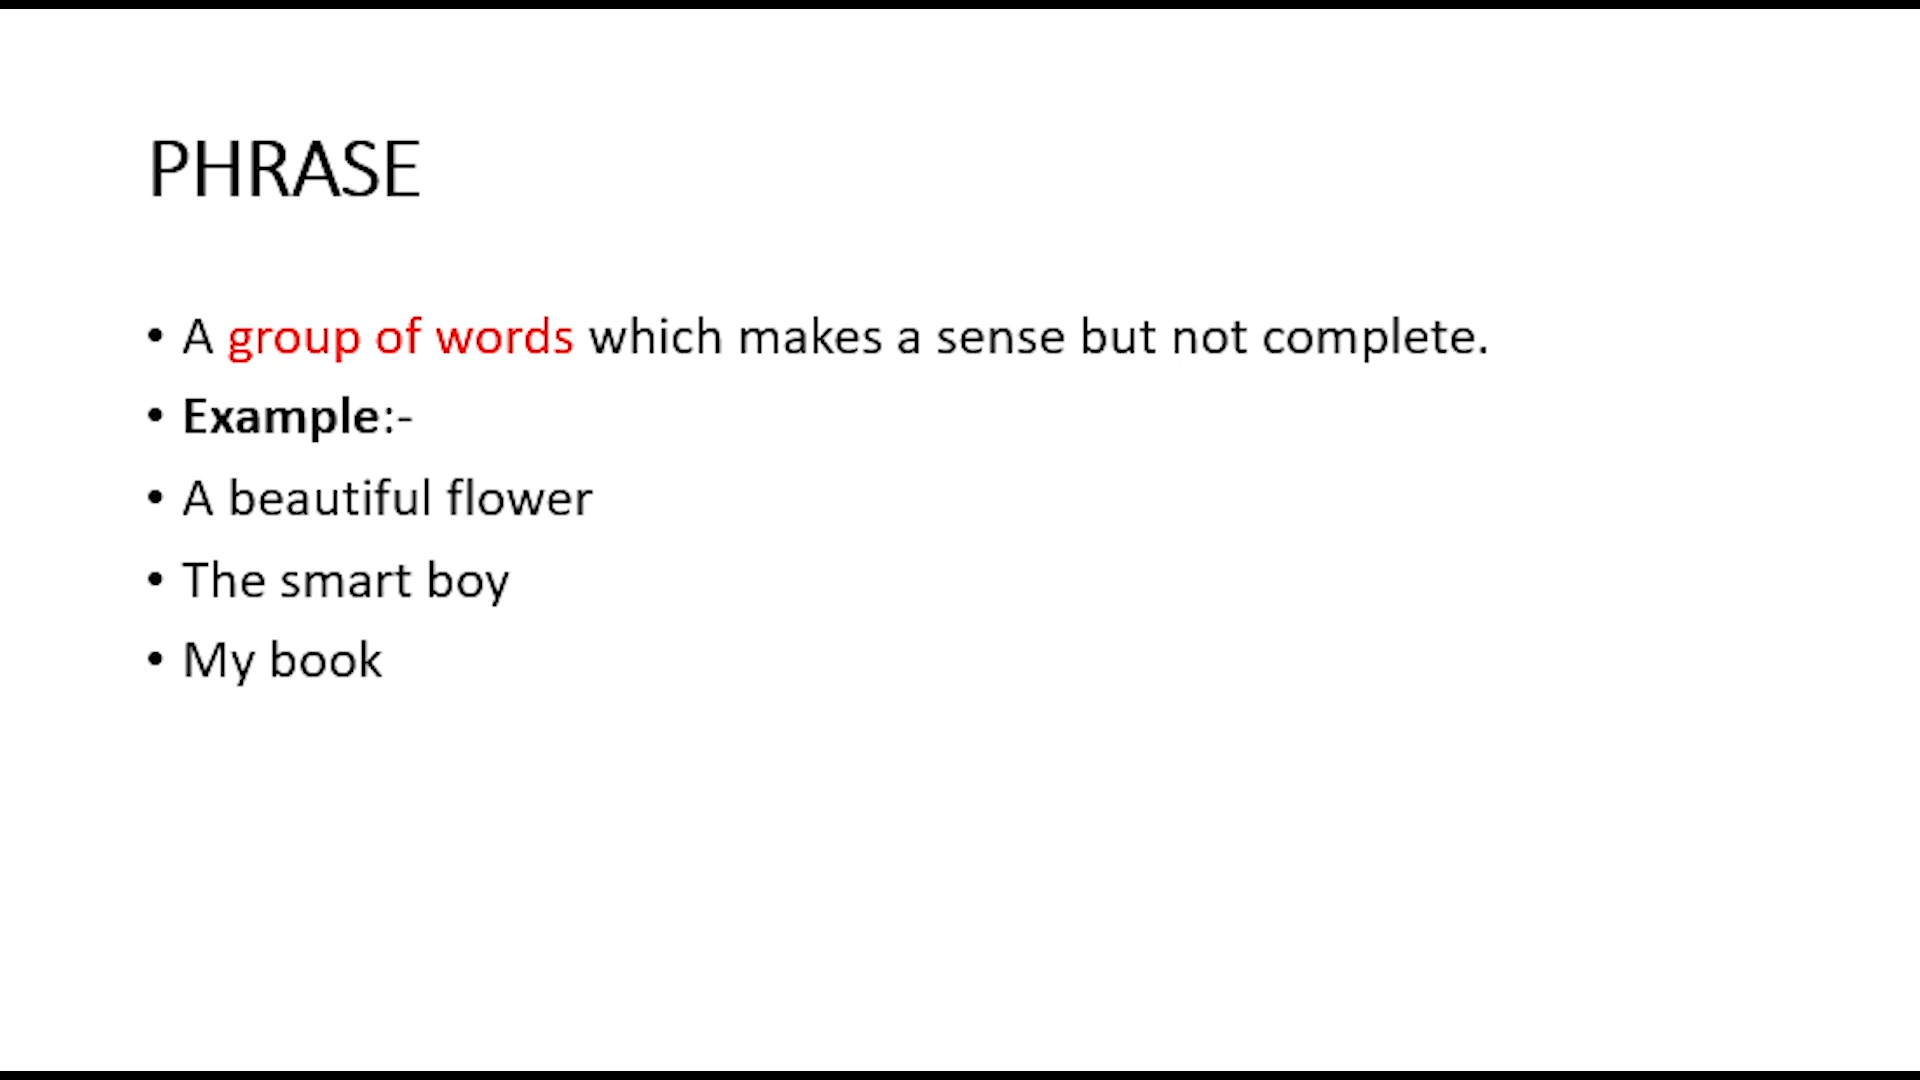 PHRASE
• A group of words which makes a sense but not complete.
• Example:-
• A beautiful flower
• The smart boy
• My book